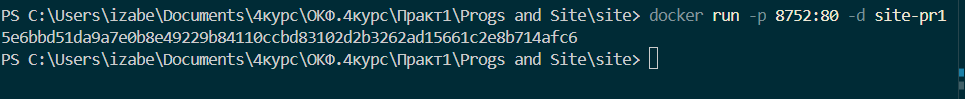 PS C:\Users\izabe\Documents\4курс\ОКФ.4курс\Практ1\Progs and Site\site> docker run -p 8752:80 -d site-pr1
5e6bbd51da9a7e0b8e49229b84110ccbd83102d2b3262ad15661c2e8b714afc6
PS C:\Users\izabe\Documents\4курс\ОКФ.4курс\Практ1\Progs and Site\site>